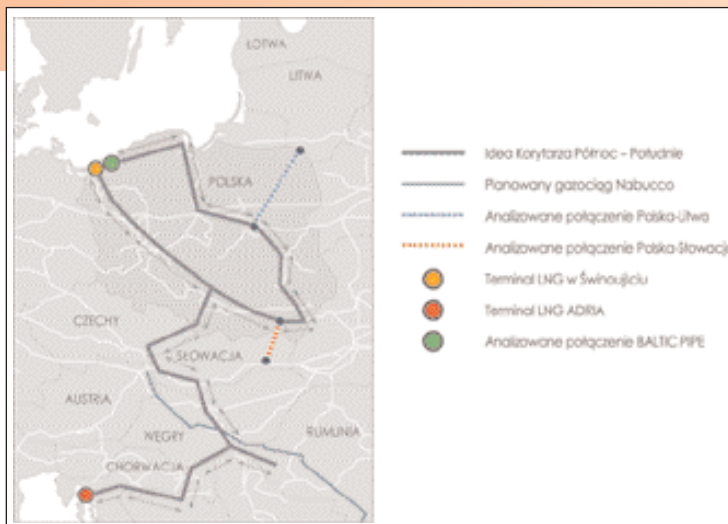 ŁOTWA
LITWA
POLSKA
CZECHY
SŁOWACJA
AUSTRIA
WĘGRY
RUMUNIA
CHORWACJA
Idea Korytarza Północ – Południe
Planowany gazociąg Nabucco
Analizowane połączenie Polska-Litwa
Analizowane połączenie Polska-Słowacja
Terminal LNG w Świnoujściu
Terminal LNG ADRIA
Analizowane połączenie BALTIC PIPE